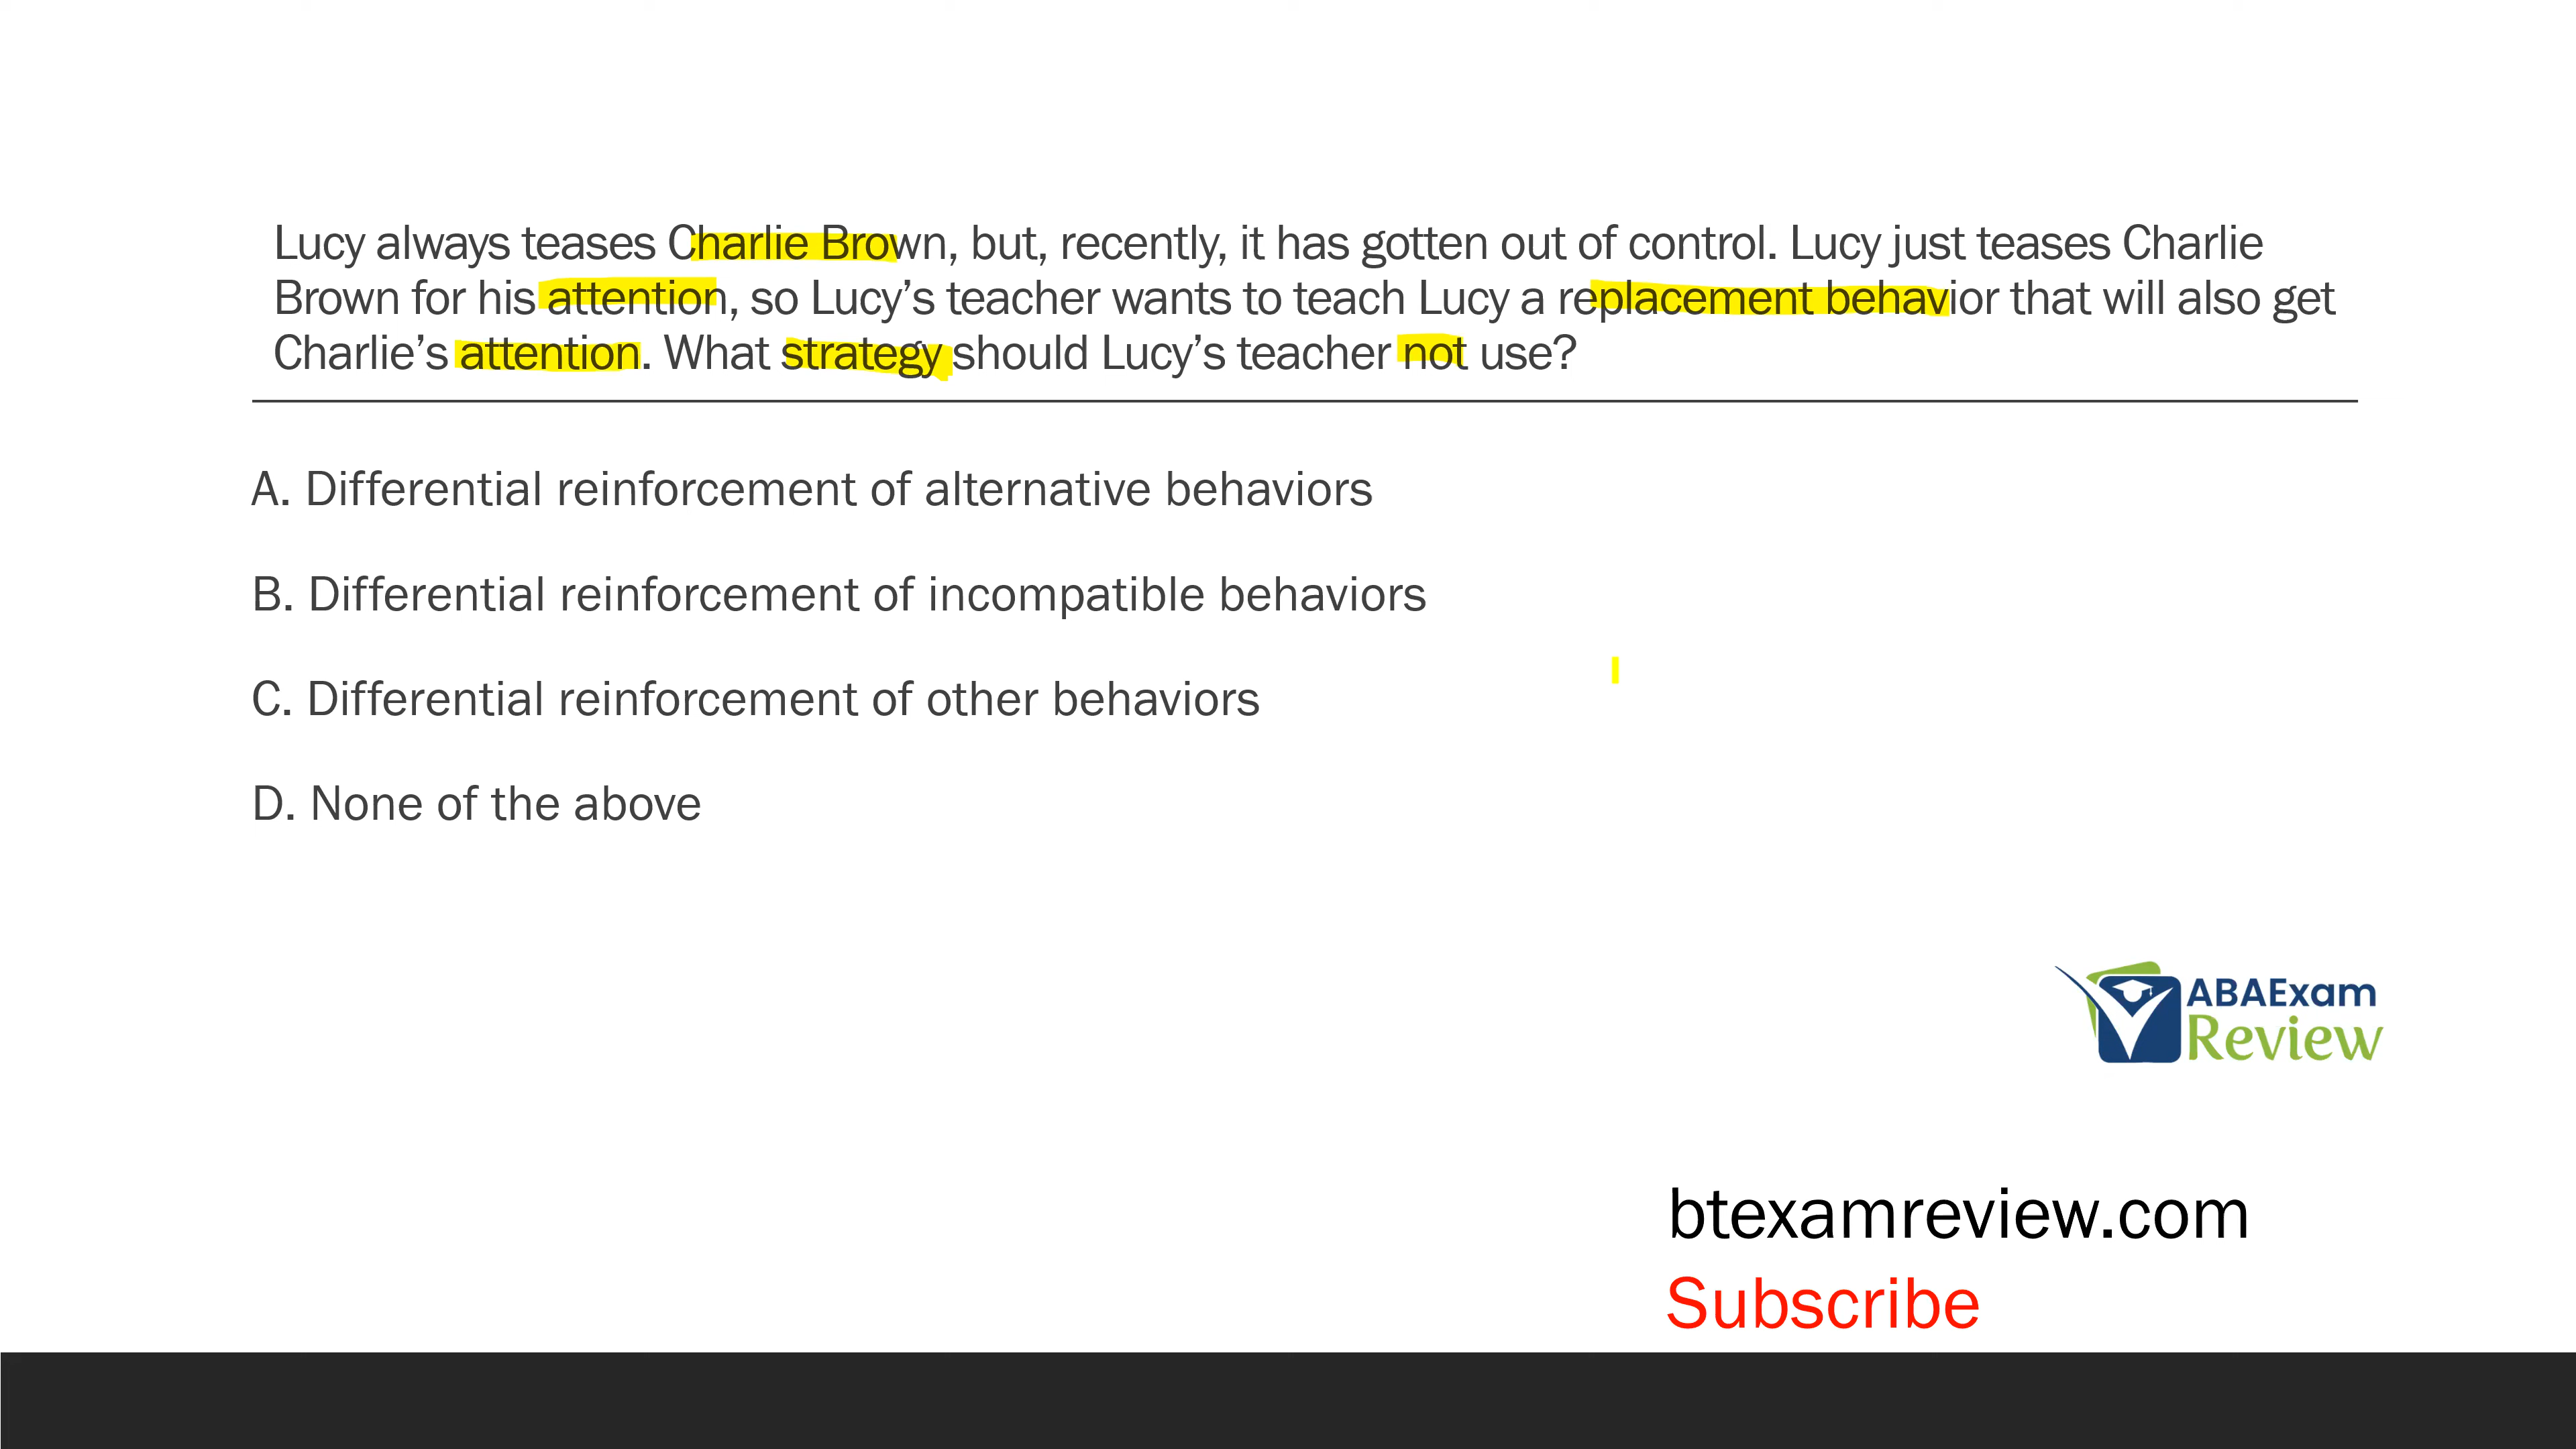 Lucy always teases Charlie Brown, but, recently, it has gotten out of control. Lucy just teases Charlie
Brown for his attention, so Lucy’s teacher wants to teach Lucy a replacement behavior that will also get
Charlie’s attention. What strategy should Lucy’s teacher not use?
A. Differential reinforcement of alternative behaviors
B. Differential reinforcement of incompatible behaviors
C. Differential reinforcement of other behaviors
D. None of the above
ABAExam
Review
btexamreview.com
Subscribe